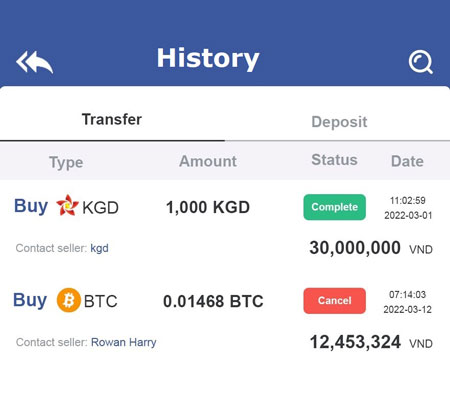 History
Transfer Deposit
Type Amount Status Date
Buy KGD 1,000 KGD Complete 11:02:59
2022-03-01
Contact seller: kgd 30,000,000 VND
Buy BTC 0.01468 BTC Cancel 07:14:03
2022-03-12
Contact seller: Rowan Harry 12,453,324 VND